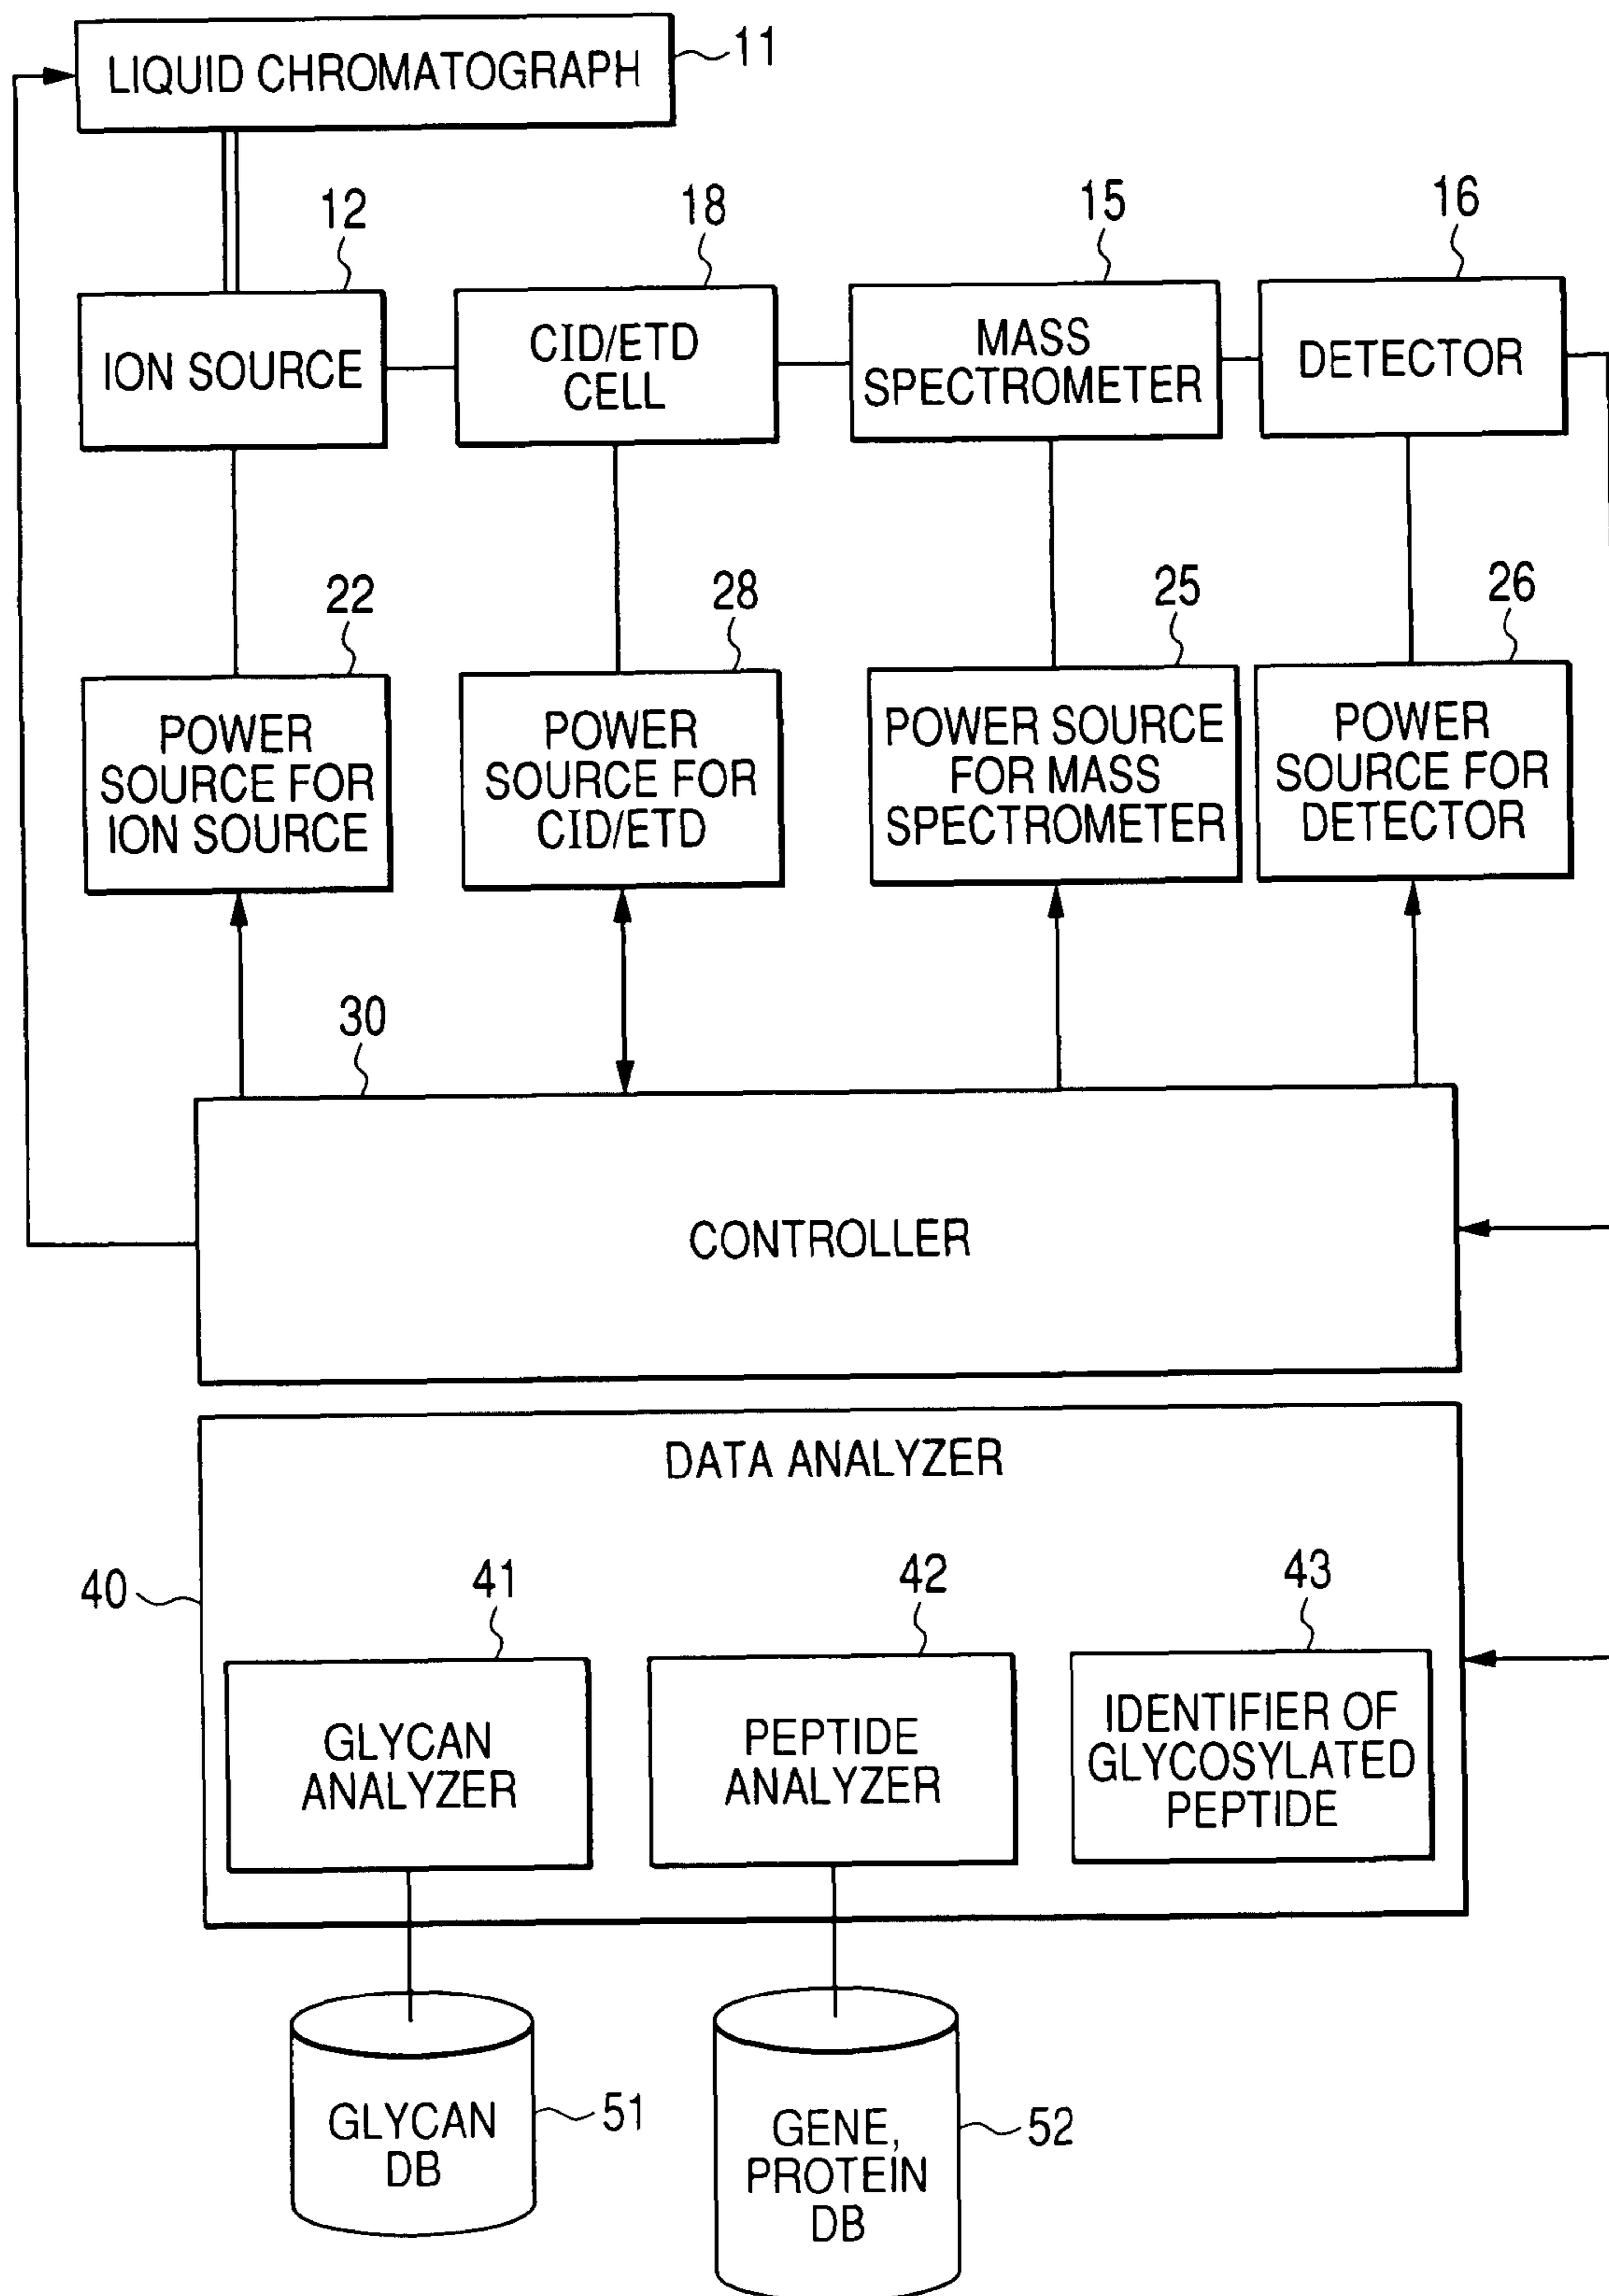 LIQUID CHROMATOGRAPH
11
12
18
15
16
ION SOURCE
CID/ETD
CELL
MASS
SPECTROMETER
DETECTOR
22
28
25
26
POWER
SOURCE FOR
ION SOURCE
POWER
SOURCE FOR
CID/ETD
POWER SOURCE
FOR MASS
SPECTROMETER
POWER
SOURCE FOR
DETECTOR
30
CONTROLLER
DATA ANALYZER
40
41
42
43
GLYCAN
ANALYZER
PEPTIDE
ANALYZER
IDENTIFIER OF
GLYCOSYLATED
PEPTIDE
GLYCAN
DB
51
GENE,
PROTEIN
DB
52